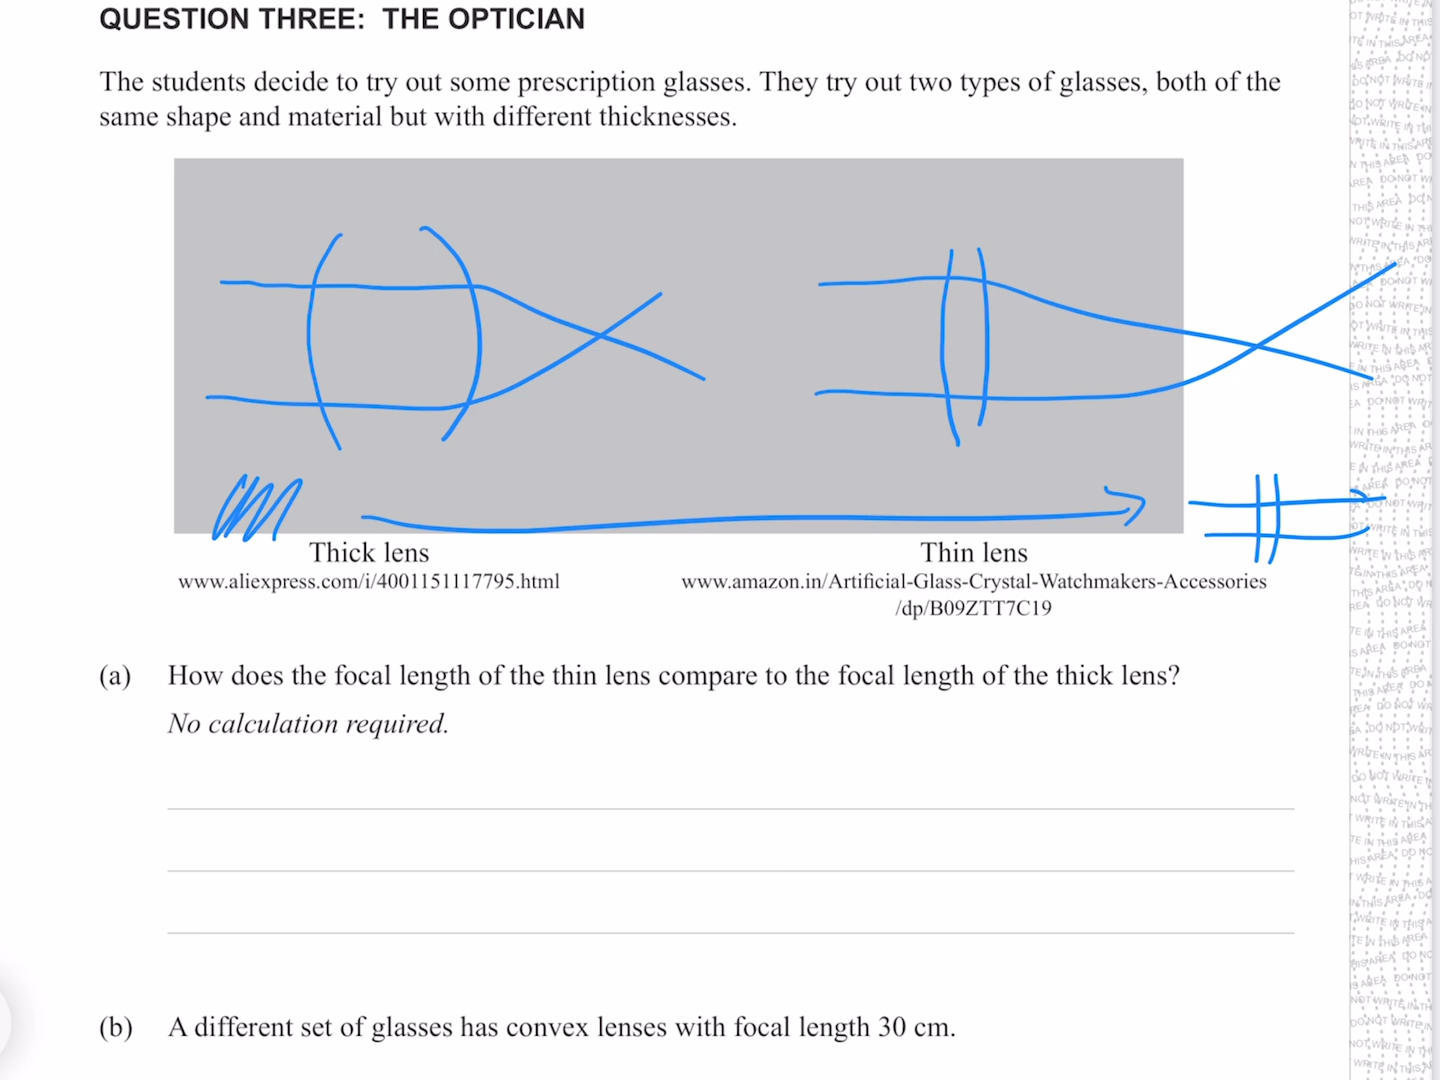 QUESTION THREE: THE OPTICIAN
The students decide to try out some prescription glasses. They try out two types of glasses, both of the
same shape and material but with different thicknesses.
Thick lens
www.aliexpress.com/i/4001151117795.html
Thin lens
www.amazon.in/Artificial-Glass-Crystal-Watchmakers-Accessories
/dp/B09ZTT7C19
(a) How does the focal length of the thin lens compare to the focal length of the thick lens?
No calculation required.
(b) A different set of glasses has convex lenses with focal length 30 cm.